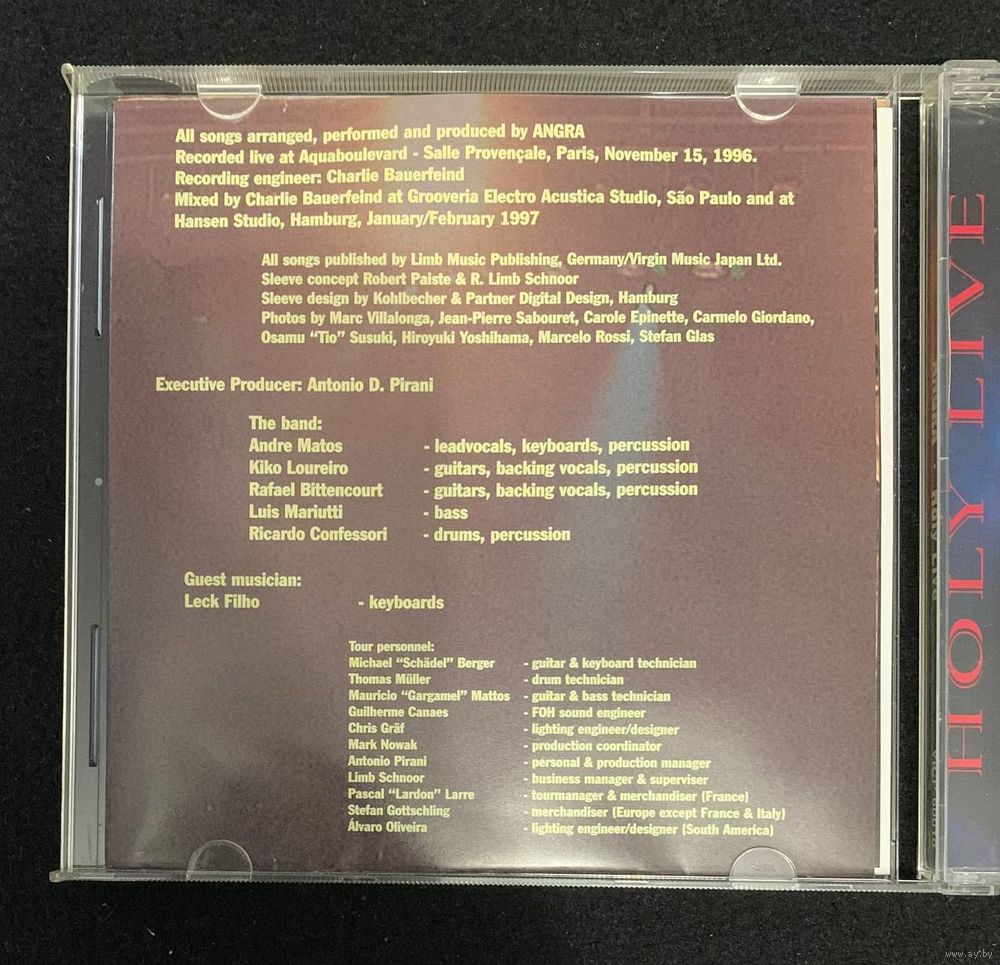 All songs arranged, performed and produced by ANGRA
Recorded live at Aquaboulevard - Salle Provençale, Paris, November 15, 1996.
Recording engineer: Charlie Bauerfeind
Mixed by Charlie Bauerfeind at Grooveria Electro Acustica Studio, São Paulo and at
Hansen Studio, Hamburg, January/February 1997
All songs published by Limb Music Publishing, Germany/Virgin Music Japan Ltd.
Sleeve concept Robert Paiste & R. Limb Schnoor
Sleeve design by Kohlbecher & Partner Digital Design, Hamburg
Photos by Marc Villalonga, Jean-Pierre Sabouret, Carole Epinette, Carmelo Giordano,
Osamu “Tio” Susuki, Hiroyuki Yoshihama, Marcelo Rossi, Stefan Glas
Executive Producer: Antonio D. Pirani
The band:
Andre Matos - leadvocals, keyboards, percussion
Kiko Loureiro - guitars, backing vocals, percussion
Rafael Bittencourt - guitars, backing vocals, percussion
Luis Mariutti - bass
Ricardo Confessori - drums, percussion
Guest musician:
Leck Filho - keyboards
Tour personnel:
Michael “Schädel” Berger - guitar & keyboard technician
Thomas Müller - drum technician
Mauricio “Gargamel” Mattos - guitar & bass technician
Guilherme Canaes - FOH sound engineer
Chris Gräf - lighting engineer/designer
Mark Nowak - production coordinator
Antonio Pirani - personal & production manager
Limb Schnoor - business manager & superviser
Pascal “Lardon” Larre - tourmanager & merchandiser (France)
Stefan Gottschling - merchandiser (Europe except France & Italy)
Álvaro Oliveira - lighting engineer/designer (South America)
HOLY LIVE
Holy Live
www.ay.by